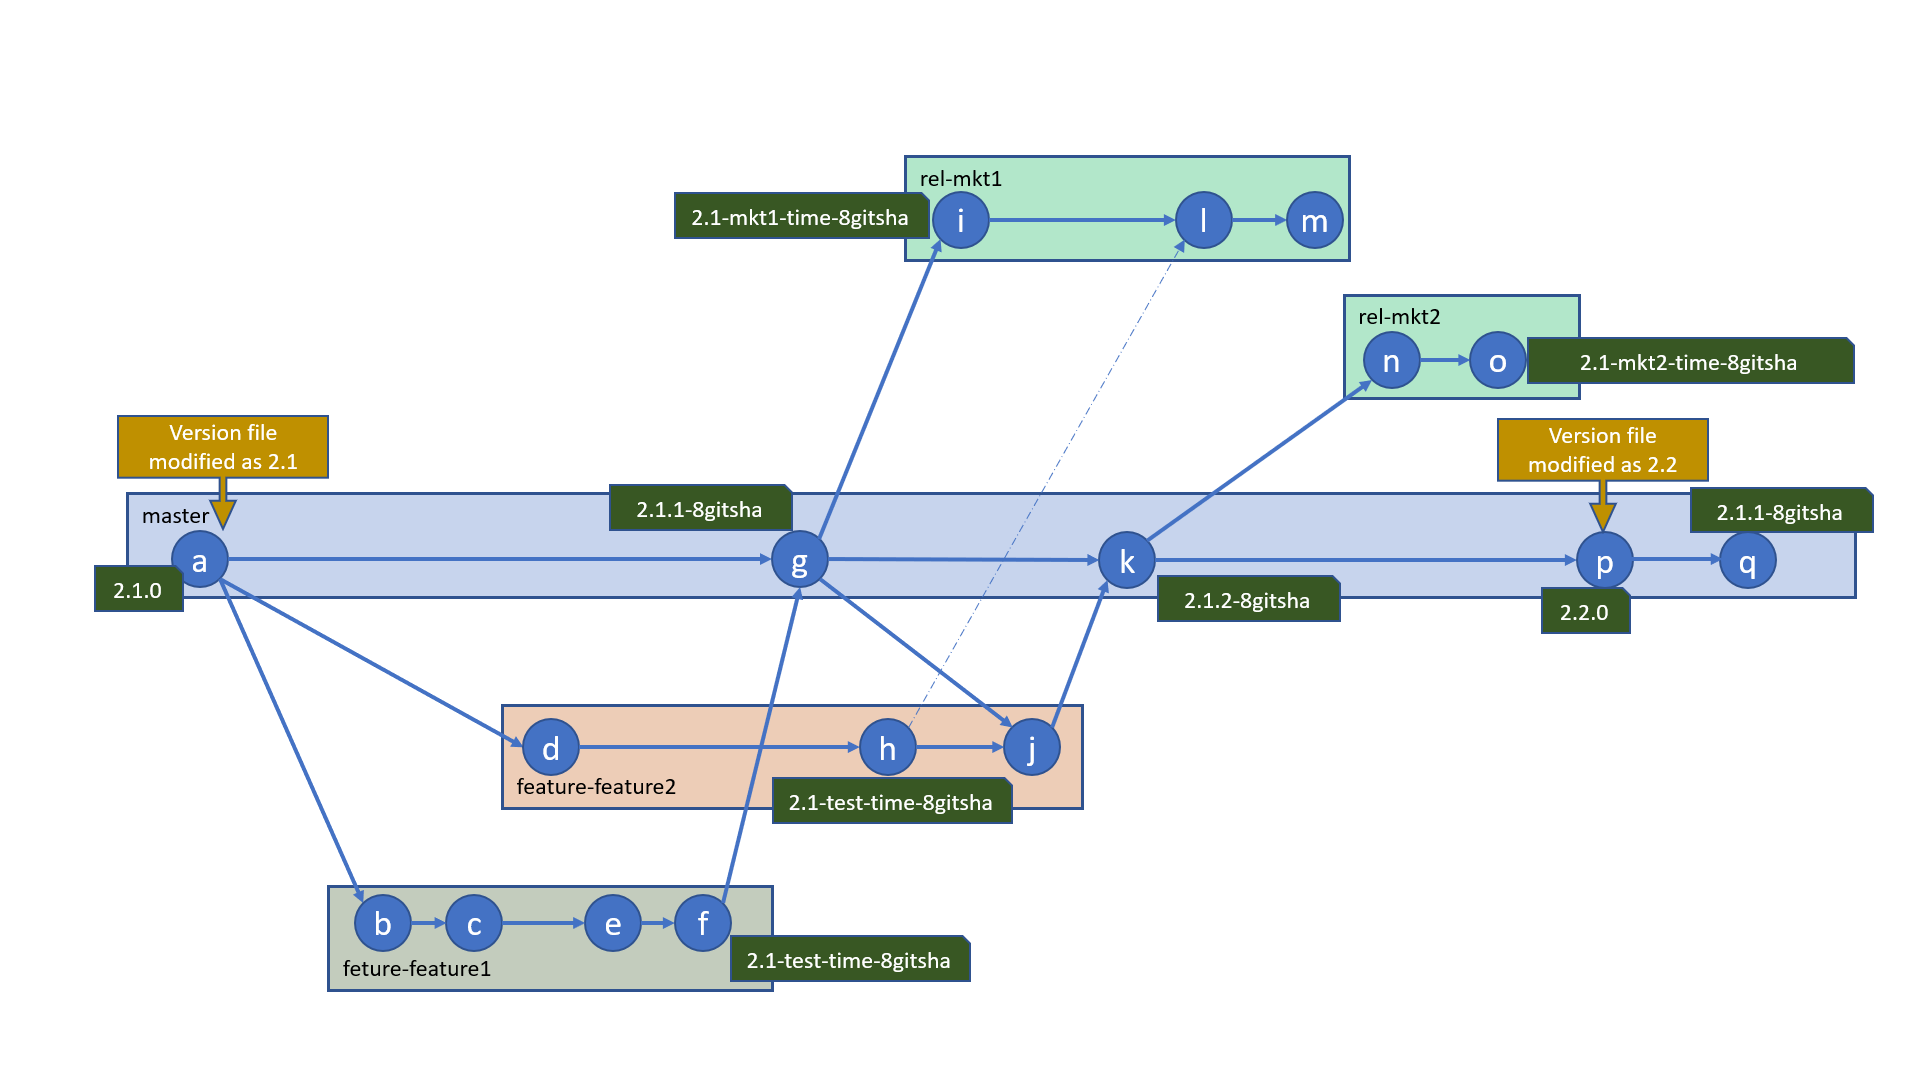 rel-mkt1
2.1-mkt1-time-8gitsha
i
l
m
rel-mkt2
n
o
2.1-mkt2-time-8gitsha
Version file
modified as 2.1
Version file
modified as 2.2
master
2.1.1-8gitsha
2.1.1-8gitsha
a
g
k
p
q
2.1.0
2.1.2-8gitsha
2.2.0
d
h
j
feature-feature2
2.1-test-time-8gitsha
b
c
e
f
feture-feature1
2.1-test-time-8gitsha